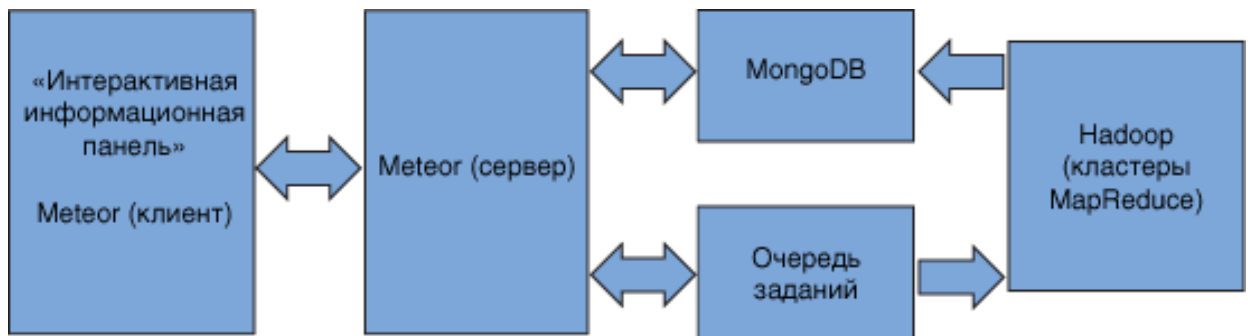 «Интерактивная
информационная
панель»
Meteor (клиент)
Meteor (сервер)
MongoDB
Очередь
заданий
Hadoop
(кластеры
MapReduce)